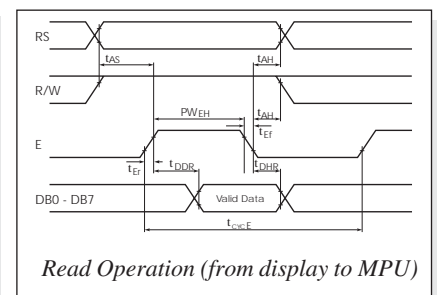 RS
tAS
tAH
R/W
PWEH
tAH
tEf
E
tEr
tDDR
tDHR
DB0 - DB7
Valid Data
tCYCE
Read Operation (from display to MPU)